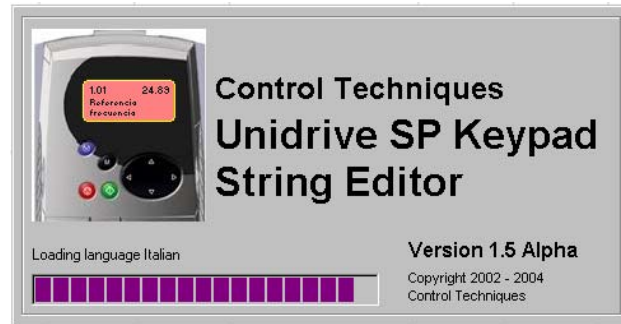 1.01 24.89
Referencia
frecuencia
Control Techniques
Unidrive SP Keypad
String Editor
Loading language Italian
Version 1.5 Alpha
Copyright 2002 - 2004
Control Techniques